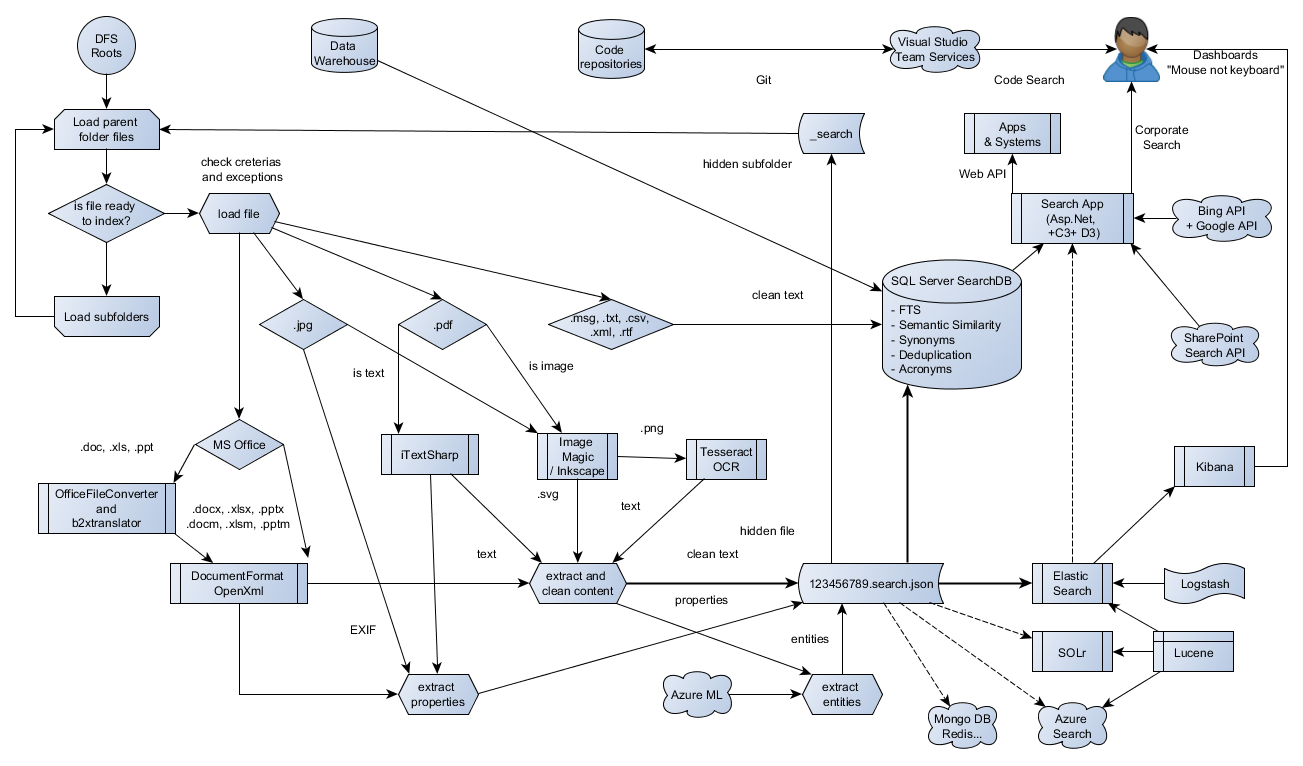 DFS
Roots
Data
Warehouse
Code
repositories
Visual Studio
Team Services
Dashboards
"Mouse not keyboard"
Git
Code Search
Load parent
folder files
_search
Apps
& Systems
Corporate
Search
check creterias
and exceptions
hidden subfolder
Web API
is file ready
to index?
load file
Search App
(Asp.Net,
+C3+ D3)
Bing API
+ Google API
Load subfolders
.jpg
.pdf
.msg, .txt, .csv,
.xml, .rtf
clean text
SQL Server SearchDB
- FTS
- Semantic Similarity
- Synonyms
- Deduplication
- Acronyms
SharePoint
Search API
is text
is image
.doc, .xls, .ppt
MS Office
iTextSharp
Image
Magic
/ Inkscape
.png
Tesseract
OCR
Kibana
OfficeFileConverter
and
b2xtranslator
.docx, .xlsx, .pptx
.docm, .xlsm, .pptm
.svg
text
hidden file
text
clean text
DocumentFormat
OpenXml
extract and
clean content
123456789.search.json
Elastic
Search
Logstash
properties
EXIF
entities
SOLr
Lucene
extract
properties
Azure ML
extract
entities
Mongo DB
Redis...
Azure
Search